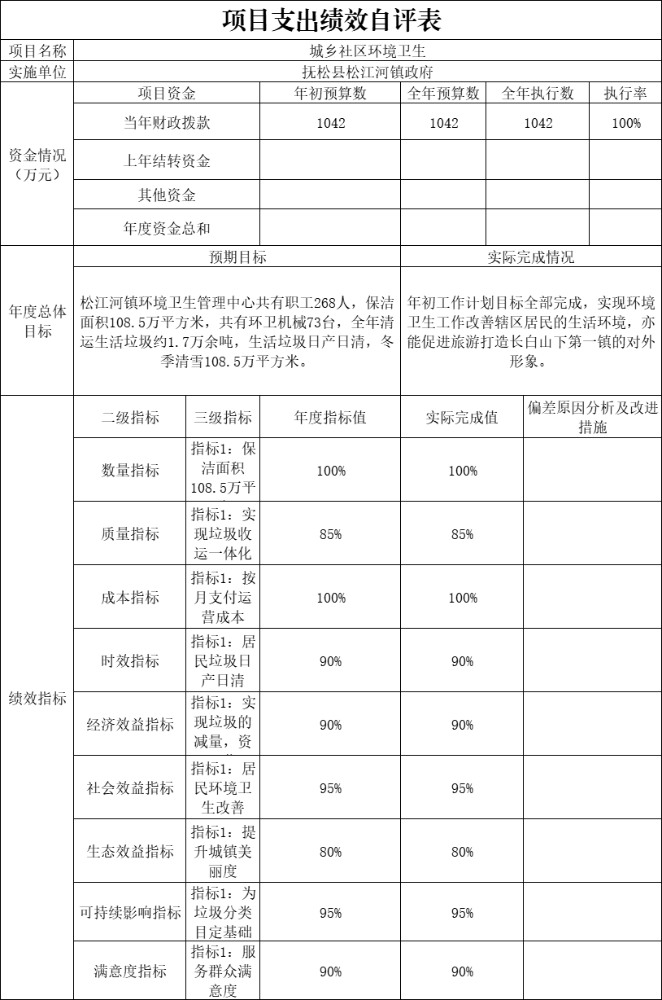 项目支出绩效自评表
项目名称 城乡社区环境卫生
实施单位 抚松县松江河镇政府
资金情况
（万元）
项目资金 年初预算数 全年预算数 全年执行数 执行率
当年财政拨款 1042 1042 1042 100%
上年结转资金
其他资金
年度资金总和
年度总体
目标
预期目标 实际完成情况
松江河镇环境卫生管理中心共有职工268人，保洁
面积108.5万平方米，共有环卫机械73台，全年清
运生活垃圾约1.7万余吨，生活垃圾日产日清，冬
季清雪108.5万平方米。
年初工作计划目标全部完成，实现环境
卫生工作改善辖区居民的生活环境，亦
能促进旅游打造长白山下第一镇的对外
形象。
绩效指标
二级指标 三级指标 年度指标值 实际完成值 偏差原因分析及改进
措施
数量指标 指标1：保
洁面积
108.5万平
100% 100%
质量指标 指标1：实
现垃圾收
运一体化
85% 85%
成本指标 指标1：按
月支付运
营成本
100% 100%
时效指标 指标1：居
民垃圾日
产日清
90% 90%
经济效益指标 指标1：实
现垃圾的
减量，资
90% 90%
社会效益指标 指标1：居
民环境卫
生改善
95% 95%
生态效益指标 指标1：提
升城镇美
丽度
80% 80%
可持续影响指标 指标1：为
垃圾分类
目定基础
95% 95%
满意度指标 指标1：服
务群众满
意度
90% 90%